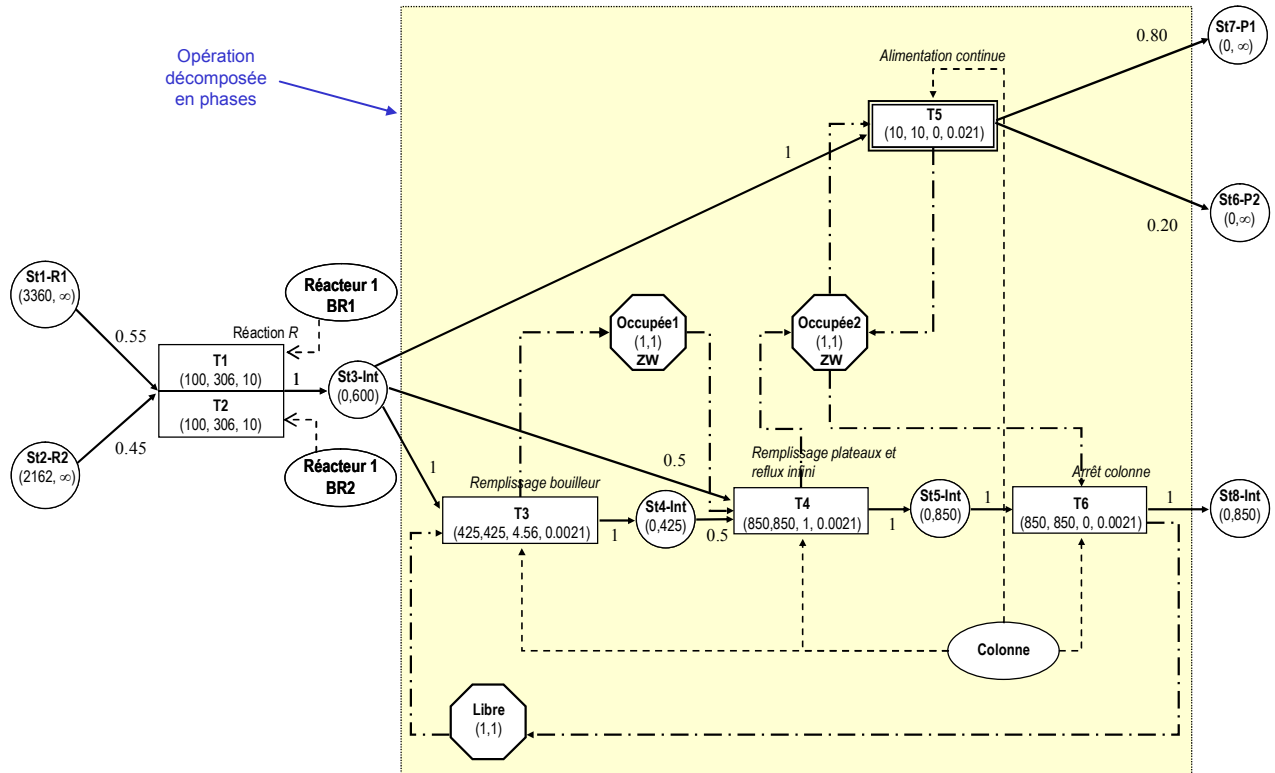 Opération
décomposée
en phases
St7-P1
(0, ∞)
0.80
Alimentation continue
T5
(10, 10, 0, 0.021)
1
St6-P2
(0,∞)
0.20
St1-R1
(3360, ∞)
0.55
Réacteur 1
BR1
Réaction R
T1
(100, 306, 10)
T2
(100, 306, 10)
1
St3-Int
(0,600)
Occupée1
(1,1)
ZW
Occupée2
(1,1)
ZW
St2-R2
(2162, ∞)
0.45
Réacteur 1
BR2
1
0.5
Remplissage bouilleur
T3
(425,425, 4.56, 0.0021)
1
St4-Int
(0,425)
0.5
Remplissage plateaux et
reflux infini
T4
(850,850, 1, 0.0021)
1
St5-Int
(0,850)
1
Arrêt colonne
T6
(850, 850, 0, 0.0021)
1
St8-Int
(0,850)
Colonne
Libre
(1,1)